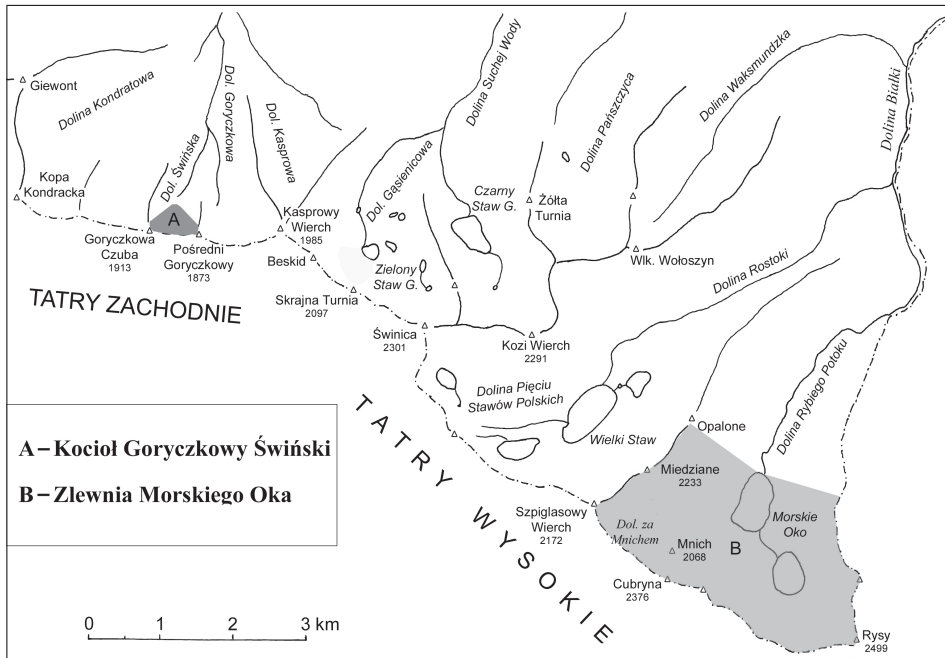 Giewont
Dolina Kondratowa
Dol. Świńska
Dol. Goryczkowa
Dol. Kasprowa
Dol. Gąsienicowa
Dolina Suchej Wody
Dolina Pańszczyca
Dolina Waksmundzka
Dolina Białki
Kopa
Kondracka
A
Goryczkowa
Czuba
1913
Pośredni
Goryczkowy
1873
Kasprowy
Wierch
1985
Beskid
Skrajna Turnia
2097
Zielony
Staw G.
Czarny
Staw G.
Żółta
Turnia
Wlk. Wołoszyn
Dolina Rostoki
TATRY ZACHODNIE
Świnica
2301
Kozi Wierch
2291
Dolina Pięciu
Stawów Polskich
Wielki Staw
Opalone
Dolina Rybiego Potoku
Miedziane
2233
Szpiglasowy
Wierch
2172
Dol. za
Mnichem
Mnich
2068
B
Morskie
Oko
Cubryna
2376
Rysy
2499
TATRY WYSOKIE
A – Kocioł Goryczkowy Świński
B – Zlewnia Morskiego Oka
0 1 2 3 km